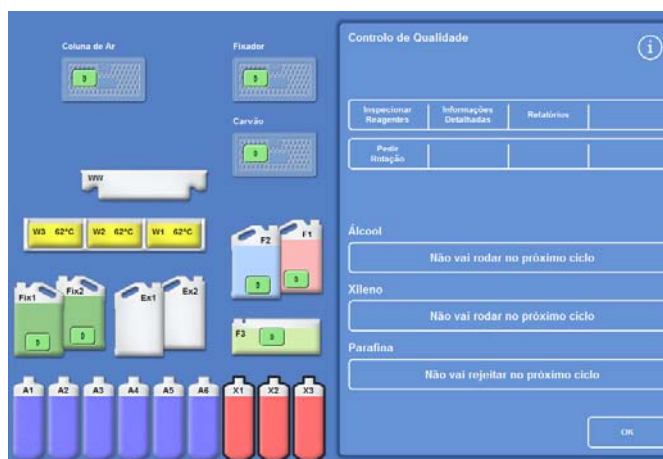 Coluna de Ar
Fixador
Carvão
WW
W3 62°C
W2 62°C
W1 62°C
F2
F1
Fix1
Fix2
Ex1
Ex2
F3
A1
A2
A3
A4
A5
A6
X1
X2
X3
Controlo de Qualidade
i
Inspecionar
Reagentes
Informações
Detalhadas
Relatórios
Pedir
Rotação
Álcool
Não vai rodar no próximo ciclo
Xileno
Não vai rodar no próximo ciclo
Parafina
Não vai rejeitar no próximo ciclo
OK